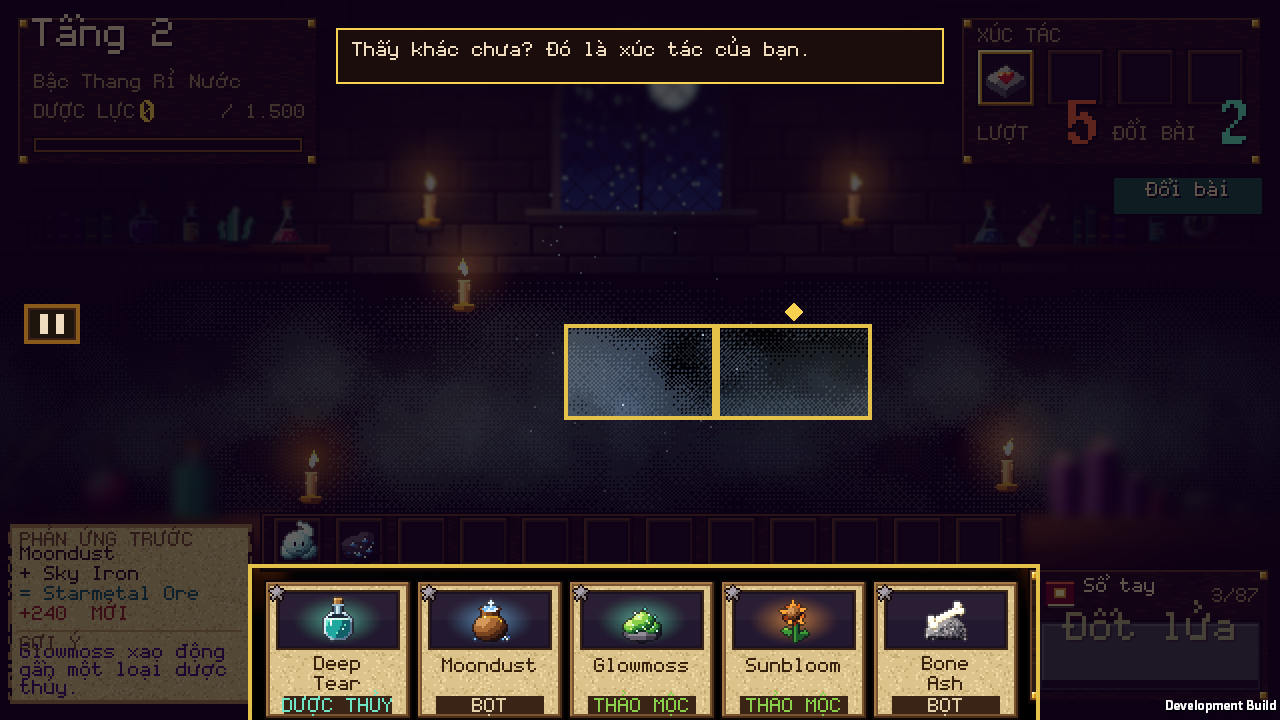 Tầng 2
Bậc Thang Rỉ Nước
DƯỢC LỰC 0 / 1.500
Thấy khác chưa? Đó là xúc tác của bạn.
XÚC TÁC
LƯỢT 5 ĐỔI BÀI 2
Đổi bài
PHẢN ỨNG TRƯỚC
Moondust
+ Sky Iron
= Starmetal Ore
+240 MỚI
GỢI Ý
Glowmoss xao động
gần một loại dược
thủy.
Deep
Tear
DƯỢC THỦY
Moondust
BỘT
Glowmoss
THẢO MỘC
Sunbloom
THẢO MỘC
Bone
Ash
BỘT
Sổ tay
3/87
Đốt lửa
Development Build